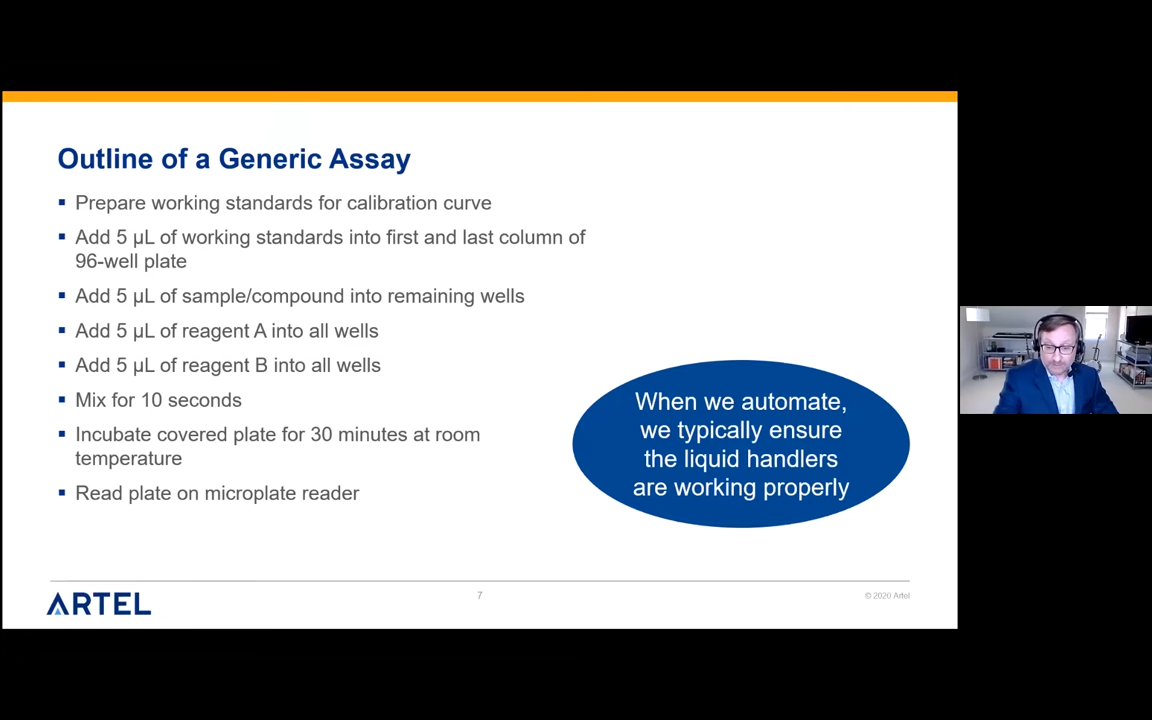 Outline of a Generic Assay
▪ Prepare working standards for calibration curve
▪ Add 5 µL of working standards into first and last column of
96-well plate
▪ Add 5 µL of sample/compound into remaining wells
▪ Add 5 µL of reagent A into all wells
▪ Add 5 µL of reagent B into all wells
▪ Mix for 10 seconds
▪ Incubate covered plate for 30 minutes at room
temperature
▪ Read plate on microplate reader
When we automate,
we typically ensure
the liquid handlers
are working properly
ARTEL
7
© 2020 Artel